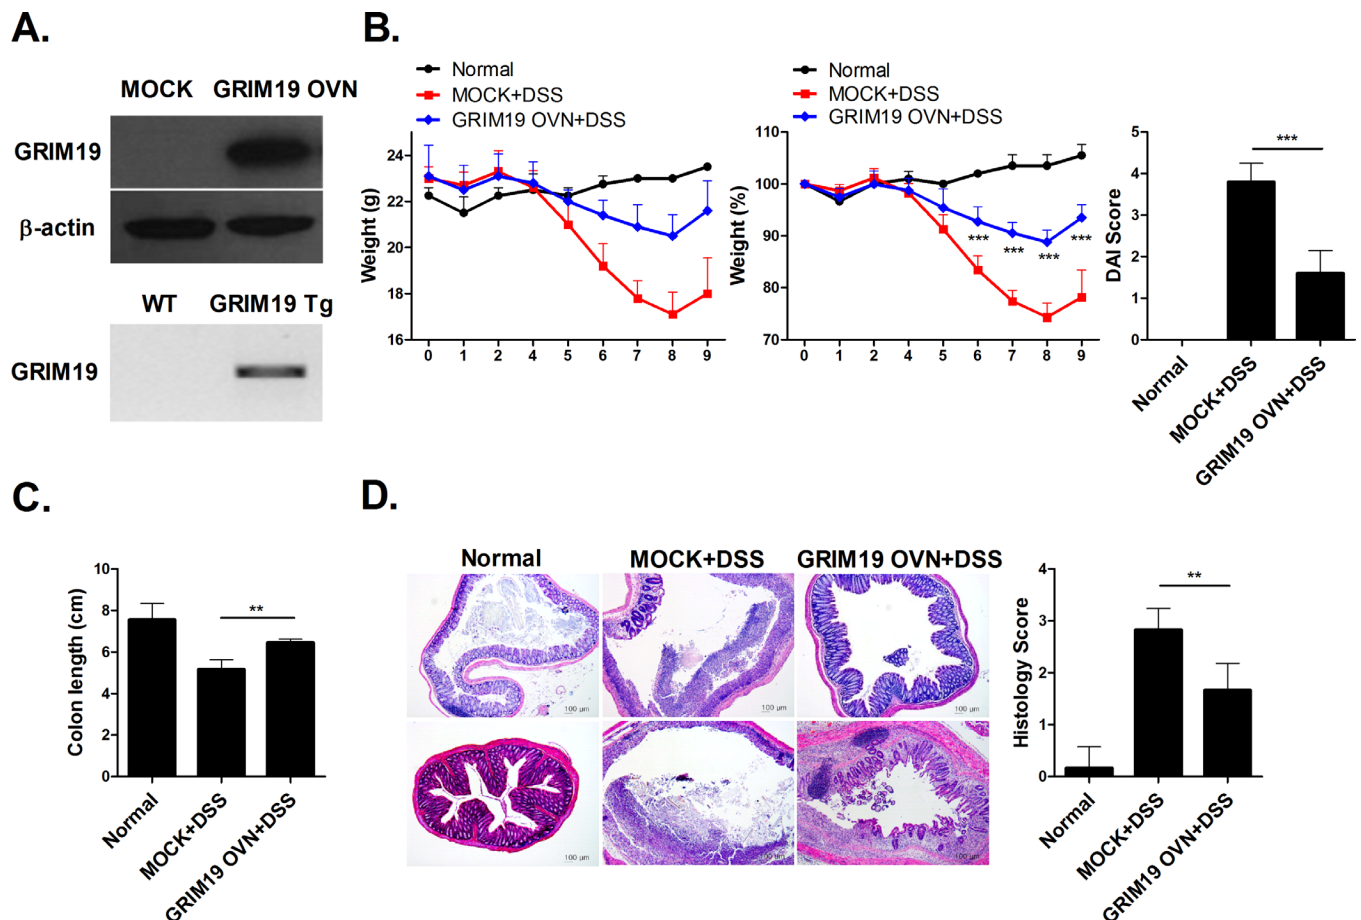 A.
MOCK GRIM19 OVN
GRIM19
β-actin
WT GRIM19 Tg
GRIM19
B.
Normal
MOCK+DSS
GRIM19 OVN+DSS
Weight (g)
24
22
20
18
16
0 1 2 4 5 6 7 8 9
Normal
MOCK+DSS
GRIM19 OVN+DSS
Weight (%)
110
100
90
80
70
*** *** *** ***
0 1 2 4 5 6 7 8 9
DAI Score
5
4
3
2
1
0
***
Normal
MOCK+DSS
GRIM19 OVN+DSS
C.
Colon length (cm)
10
8
6
4
2
0
**
Normal
MOCK+DSS
GRIM19 OVN+DSS
D.
Normal MOCK+DSS GRIM19 OVN+DSS
100 µm 100 µm 100 µm
100 µm 100 µm 100 µm
Histology Score
4
3
2
1
0
**
Normal
MOCK+DSS
GRIM19 OVN+DSS